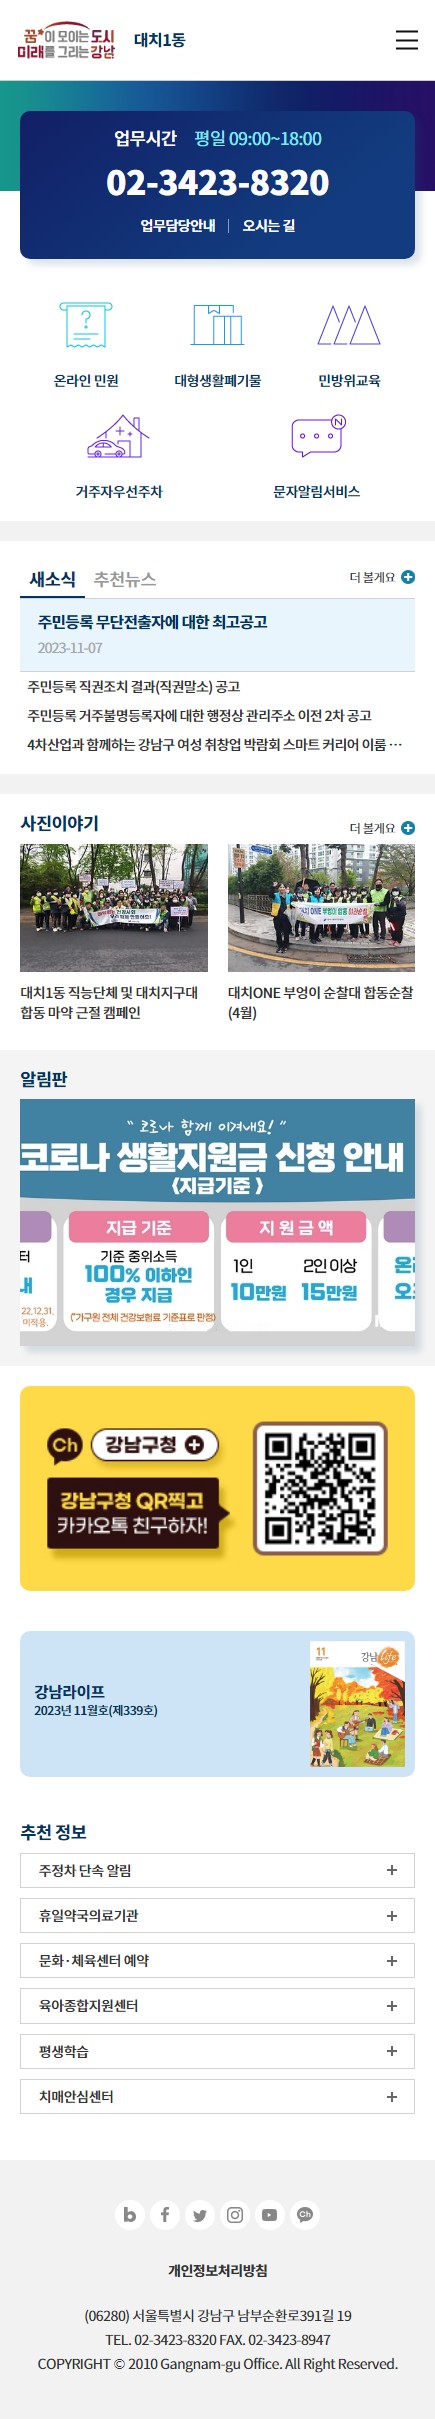 꿈*이 모이는 도시
미래를 그리는 강남
대치1동
업무시간 평일 09:00~18:00
02-3423-8320
업무담당안내 오시는 길
온라인 민원 대형생활폐기물 민방위교육
거주자우선주차 문자알림서비스
새소식 추천뉴스 더 볼게요
주민등록 무단전출자에 대한 최고공고
2023-11-07
주민등록 직권조치 결과(직권말소) 공고
주민등록 거주불명등록자에 대한 행정상 관리주소 이전 2차 공고
4차산업과 함께하는 강남구 여성 취창업 박람회 스마트 커리어 이룸 …
사진이야기 더 볼게요
대치1동 직능단체 및 대치지구대
합동 마약 근절 캠페인
대치ONE 부엉이 순찰대 합동순찰
(4월)
알림판
“ 코로나 함께 이겨내요! ”
코로나 생활지원금 신청 안내
《지급기준 》
지급 기준
기준 중위소득
100% 이하인
경우 지급
(*가구원 전체 건강보험료 기준표로 판정)
지 원 금 액
1인 2인 이상
10만원 15만원
22.12.31.
미적용.
Ch 강남구청
강남구청 QR찍고
카카오톡 친구하자!
강남라이프
2023년 11월호(제339호)
11
강남 life
추천 정보
주정차 단속 알림
휴일약국의료기관
문화·체육센터 예약
육아종합지원센터
평생학습
치매안심센터
개인정보처리방침
(06280) 서울특별시 강남구 남부순환로391길 19
TEL. 02-3423-8320 FAX. 02-3423-8947
COPYRIGHT © 2010 Gangnam-gu Office. All Right Reserved.